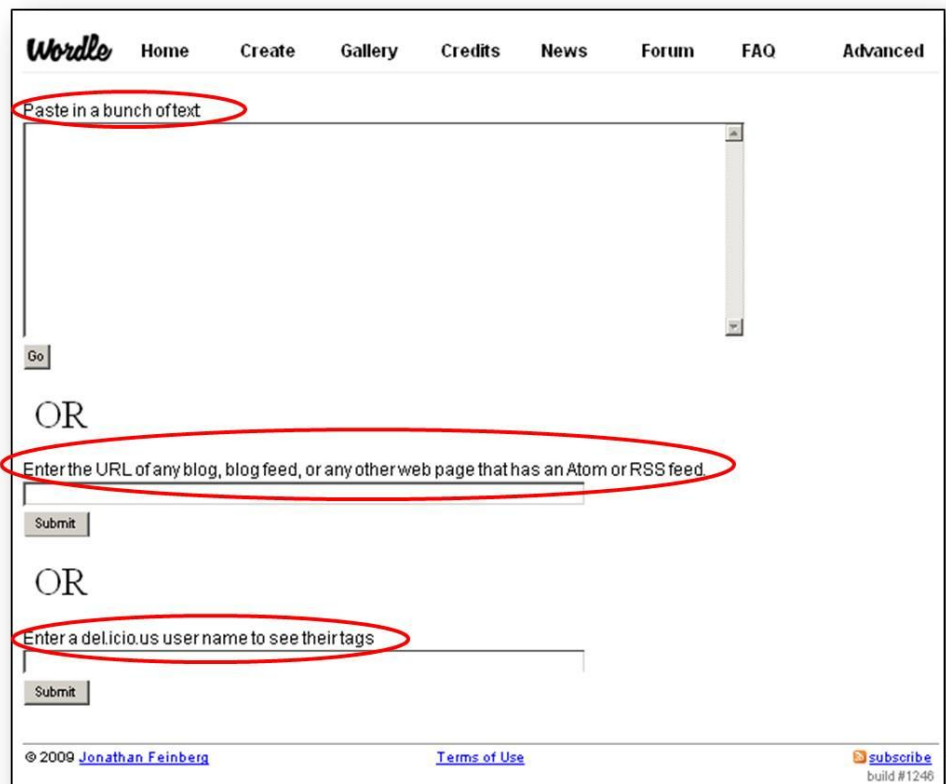 Wordle Home Create Gallery Credits News Forum FAQ Advanced
Paste in a bunch of text
Go
OR
Enter the URL of any blog, blog feed, or any other web page that has an Atom or RSS feed.
Submit
OR
Enter a del.icio.us user name to see their tags
Submit
© 2009 Jonathan Feinberg Terms of Use subscribe
build #1248